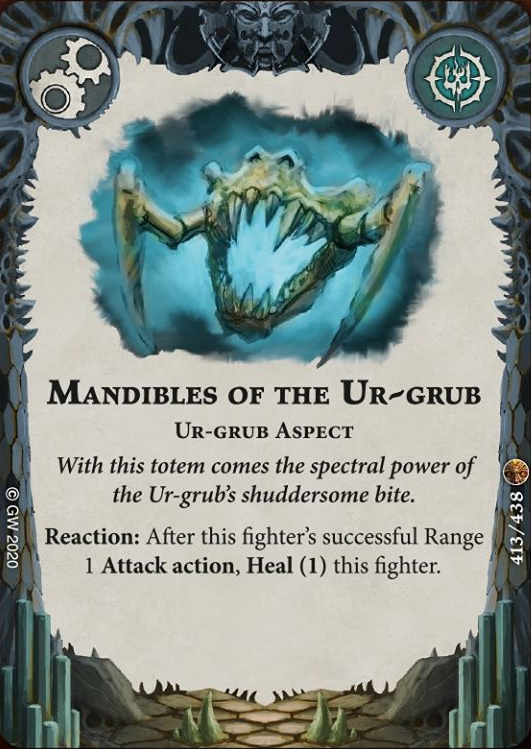 Mandibles of the Ur-grub
Ur-grub Aspect
With this totem comes the spectral power of
the Ur-grub's shuddersome bite.
Reaction: After this fighter's successful Range
1 Attack action, Heal (1) this fighter.
© GW 2020
413/438